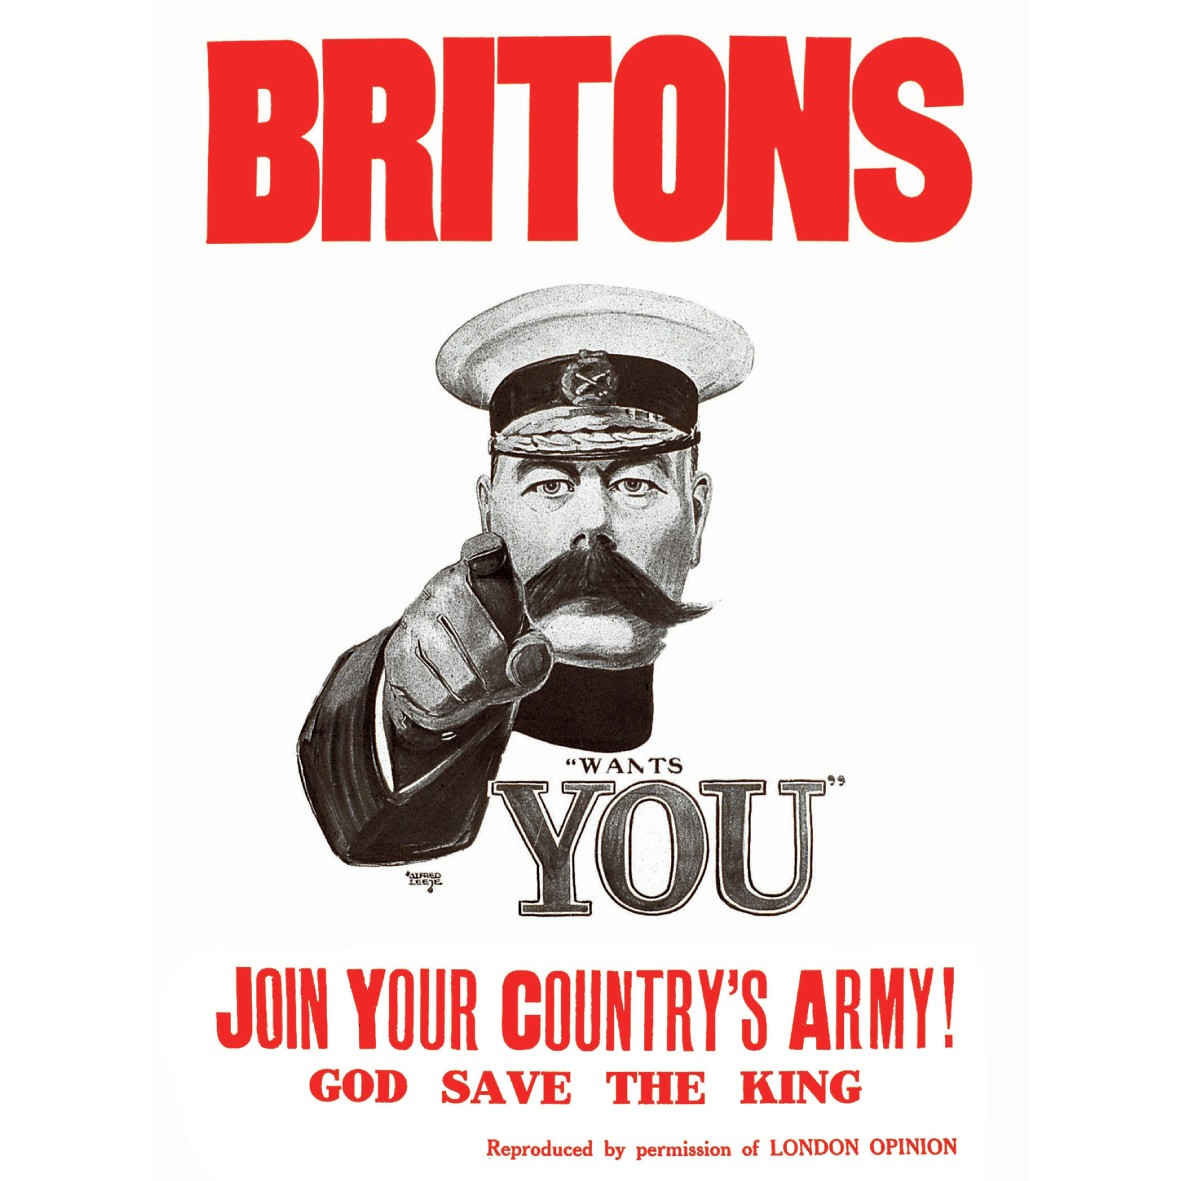 BRITONS
"WANTS
YOU"
ALFRED
LEETE
JOIN YOUR COUNTRY'S ARMY!
GOD SAVE THE KING
Reproduced by permission of LONDON OPINION